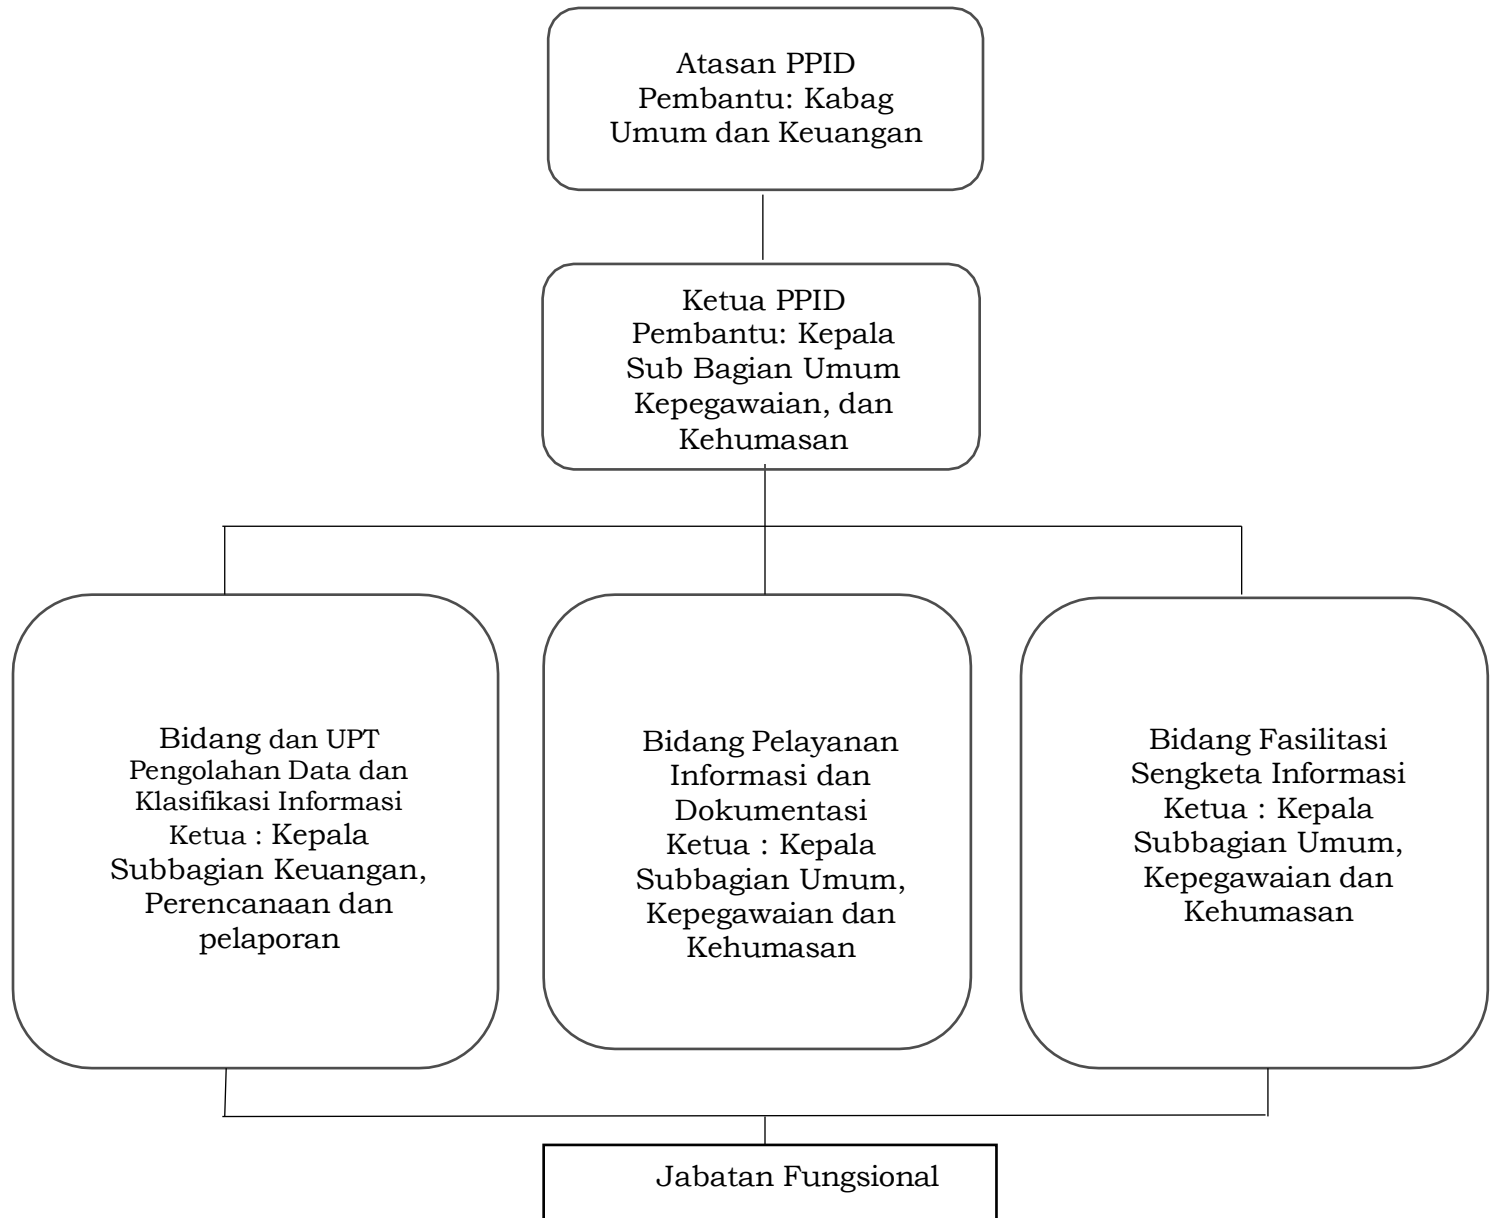 Atasan PPID
Pembantu: Kabag
Umum dan Keuangan
Ketua PPID
Pembantu: Kepala
Sub Bagian Umum
Kepegawaian, dan
Kehumasan
Bidang dan UPT
Pengolahan Data dan
Klasifikasi Informasi
Ketua : Kepala
Subbagian Keuangan,
Perencanaan dan
pelaporan
Bidang Pelayanan
Informasi dan
Dokumentasi
Ketua : Kepala
Subbagian Umum,
Kepegawaian dan
Kehumasan
Bidang Fasilitasi
Sengketa Informasi
Ketua : Kepala
Subbagian Umum,
Kepegawaian dan
Kehumasan
Jabatan Fungsional